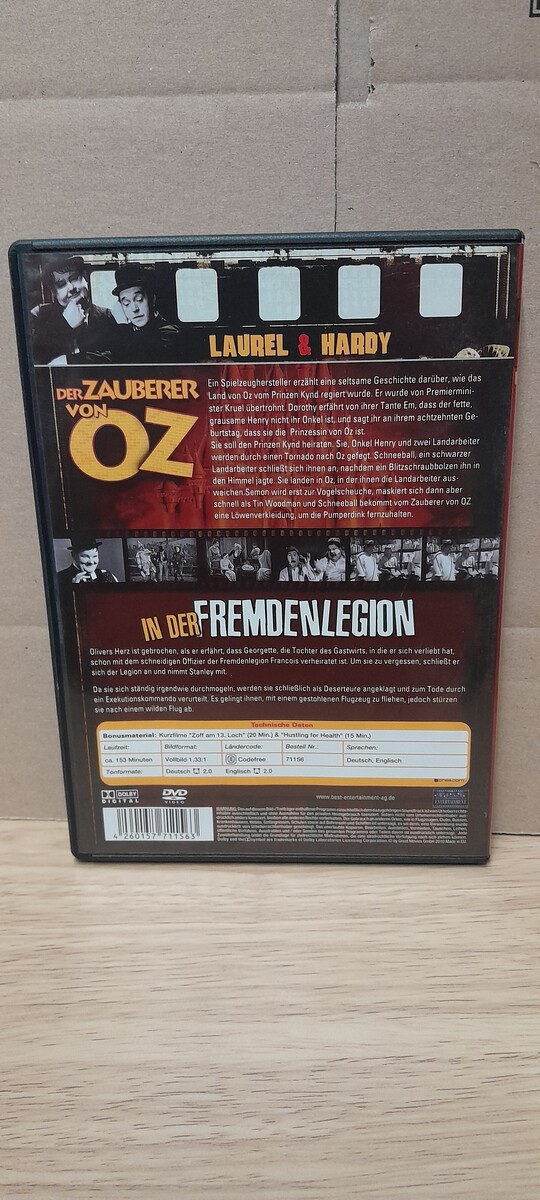 LAUREL & HARDY
DER ZAUBERER
VON
OZ
Ein Spielzeughersteller erzählt eine seltsame Geschichte darüber, wie das
Land von Oz vom Prinzen Kynd regiert wurde. Er wurde von Premierminis-
ter Kruel übertrohnt. Dorothy erfährt von ihrer Tante Em, dass der fette,
grausame Henry nicht ihr Onkel ist, und sagt ihr an ihrem achtzehnten Ge-
burtstag, dass sie die Prinzessin von Oz ist.
Sie soll den Prinzen Kynd heiraten. Sie, Onkel Henry und zwei Landarbeiter
werden durch einen Tornado nach Oz gefegt. Schneeball, ein schwarzer
Landarbeiter schließt sich ihnen an, nachdem ein Blitzschraubbolzen ihn in
den Himmel jagte. Sie landen in Oz, in der ihnen die Landarbeiter aus-
weichen.Semon wird erst zur Vogelscheuche, maskiert sich dann aber
schnell als Tin Woodman und Schneeball bekommt vom Zauberer von OZ
eine Löwenverkleidung, um die Pumperdink fernzuhalten.
IN DER FREMDENLEGION
Olivers Herz ist gebrochen, als er erfährt, dass Georgette, die Tochter des Gastwirts, in die er sich verliebt hat,
schon mit dem schneidigen Offizier der Fremdenlegion Francois verheiratet ist. Um sie zu vergessen, schließt er
sich der Legion an und nimmt Stanley mit.
Da sie sich ständig irgendwie durchmogeln, werden sie schließlich als Deserteure angeklagt und zum Tode durch
ein Exekutionskommando verurteilt. Es gelingt ihnen, mit einem gestohlenen Flugzeug zu fliehen, jedoch stürzen
sie nach einem wilden Flug ab.
Technische Daten
Bonusmaterial: Kurzfilme "Zoff am 13. Loch" (20 Min.) & "Hustling for Health" (15 Min.)
Laufzeit: Bildformat: Ländercode: Bestell Nr.: Sprachen:
ca. 153 Minuten Vollbild 1.33:1 Codefree 71156 Deutsch, Englisch
Tonformate: Deutsch 2.0 Englisch 2.0
DOLBY
DIGITAL
DVD
VIDEO
www.best-entertainment-ag.de
4 260157 711563